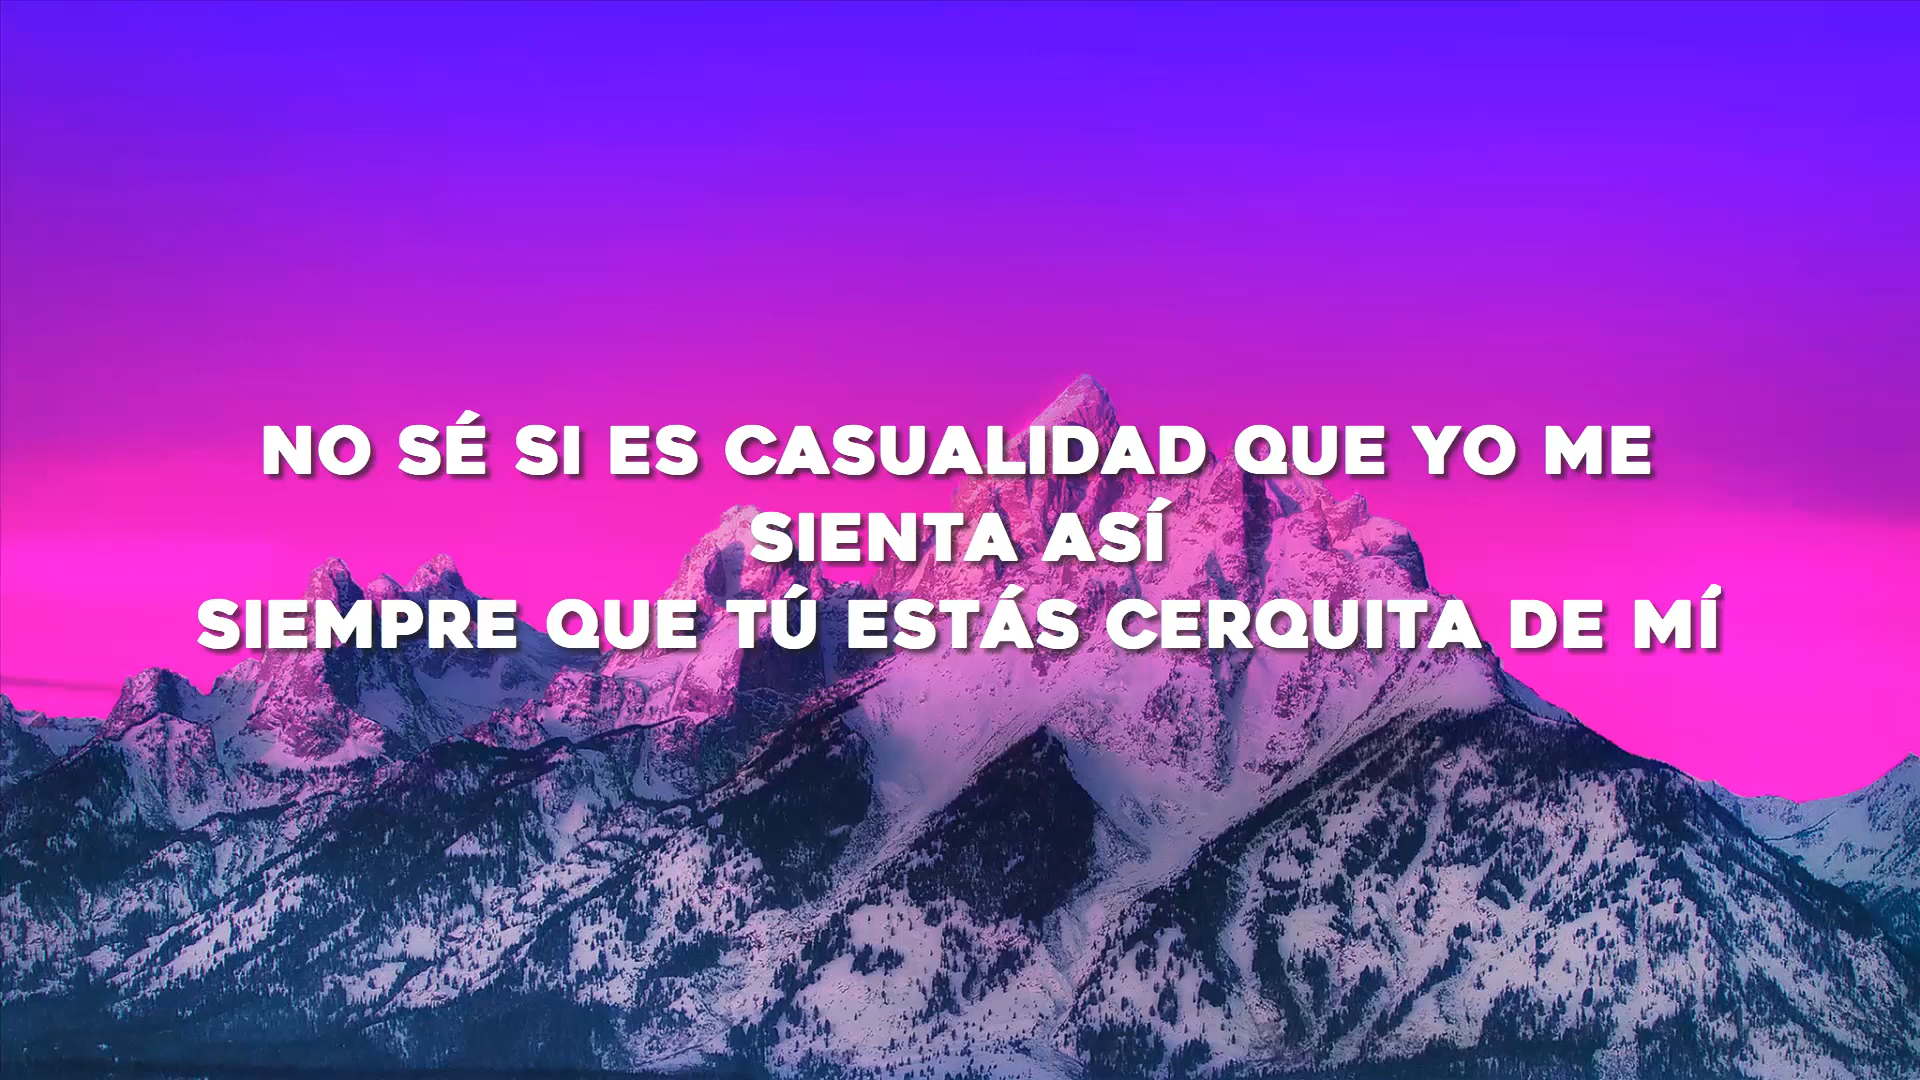 NO SÉ SI ES CASUALIDAD QUE YO ME
SIENTA ASÍ
SIEMPRE QUE TÚ ESTÁS CERQUITA DE MÍ